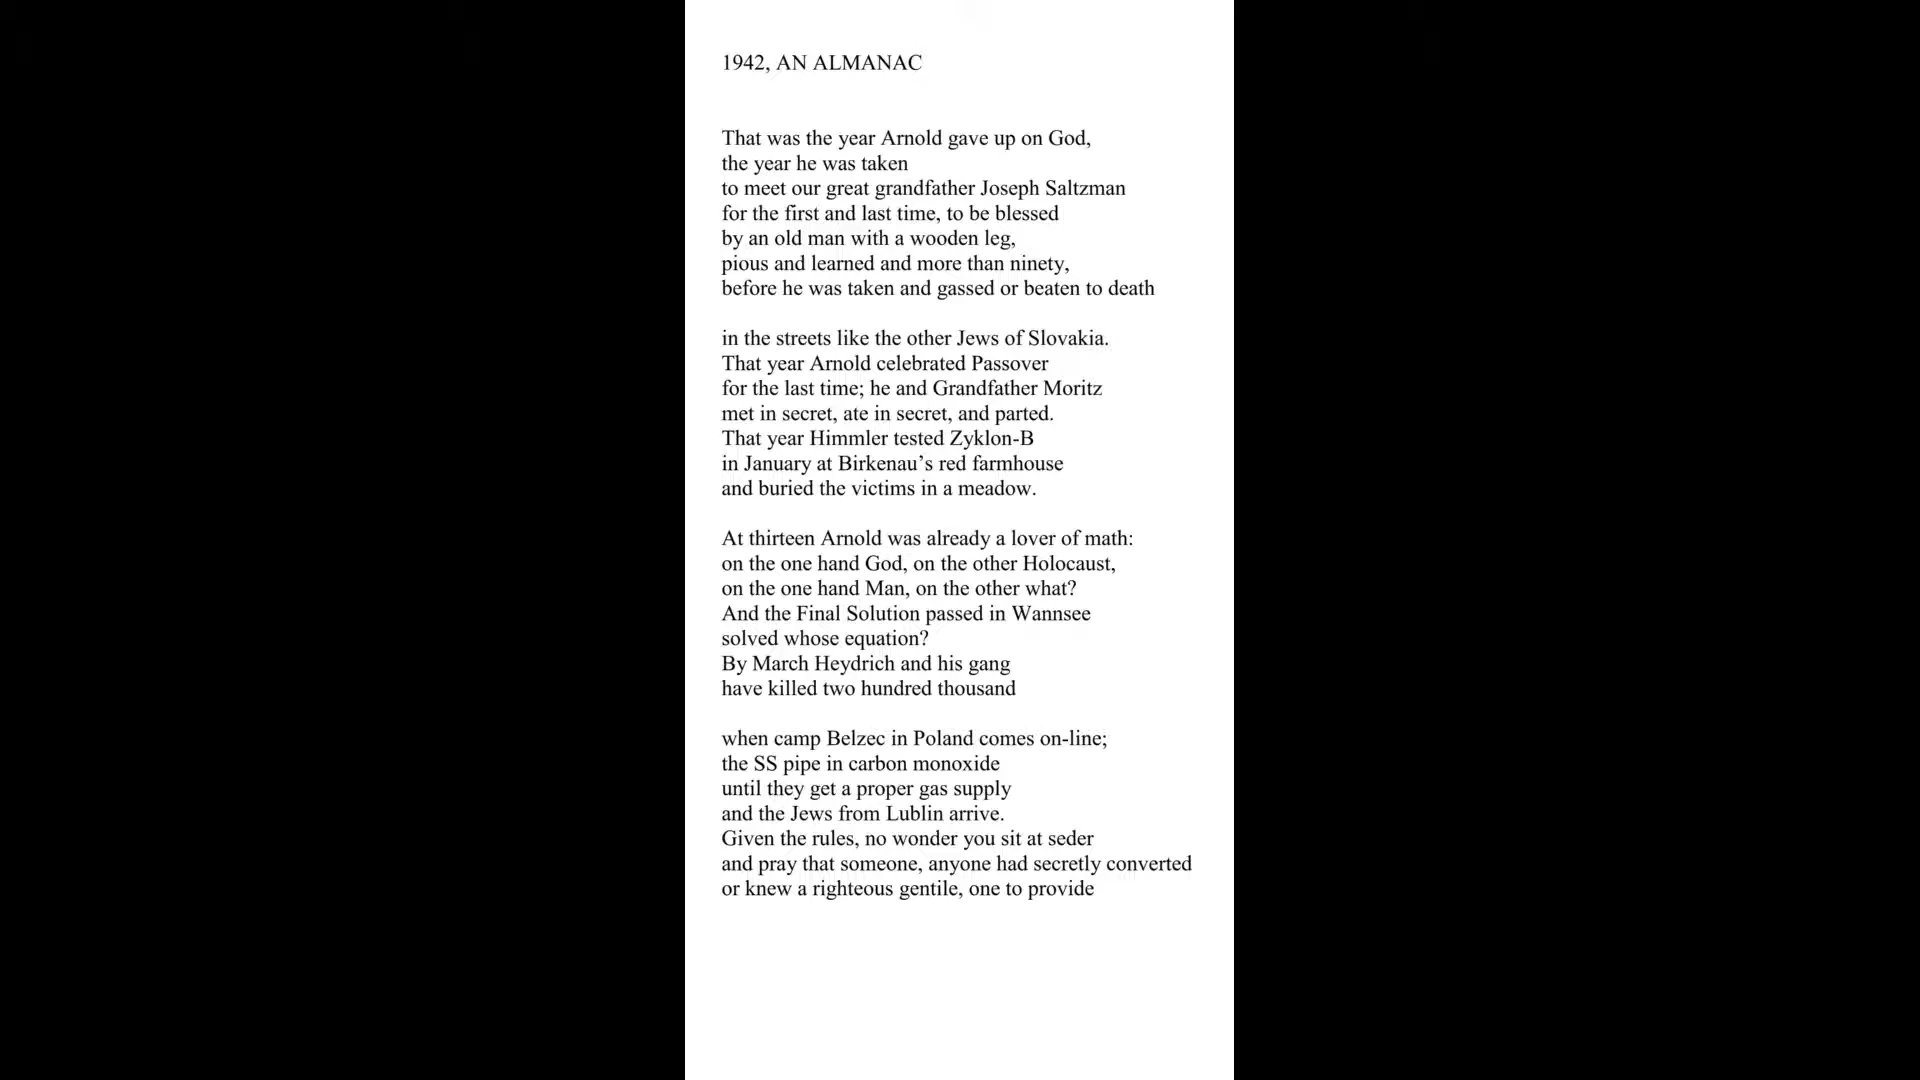 1942, AN ALMANAC
That was the year Arnold gave up on God,
the year he was taken
to meet our great grandfather Joseph Saltzman
for the first and last time, to be blessed
by an old man with a wooden leg,
pious and learned and more than ninety,
before he was taken and gassed or beaten to death
in the streets like the other Jews of Slovakia.
That year Arnold celebrated Passover
for the last time; he and Grandfather Moritz
met in secret, ate in secret, and parted.
That year Himmler tested Zyklon-B
in January at Birkenau’s red farmhouse
and buried the victims in a meadow.
At thirteen Arnold was already a lover of math:
on the one hand God, on the other Holocaust,
on the one hand Man, on the other what?
And the Final Solution passed in Wannsee
solved whose equation?
By March Heydrich and his gang
have killed two hundred thousand
when camp Belzec in Poland comes on-line;
the SS pipe in carbon monoxide
until they get a proper gas supply
and the Jews from Lublin arrive.
Given the rules, no wonder you sit at seder
and pray that someone, anyone had secretly converted
or knew a righteous gentile, one to provide